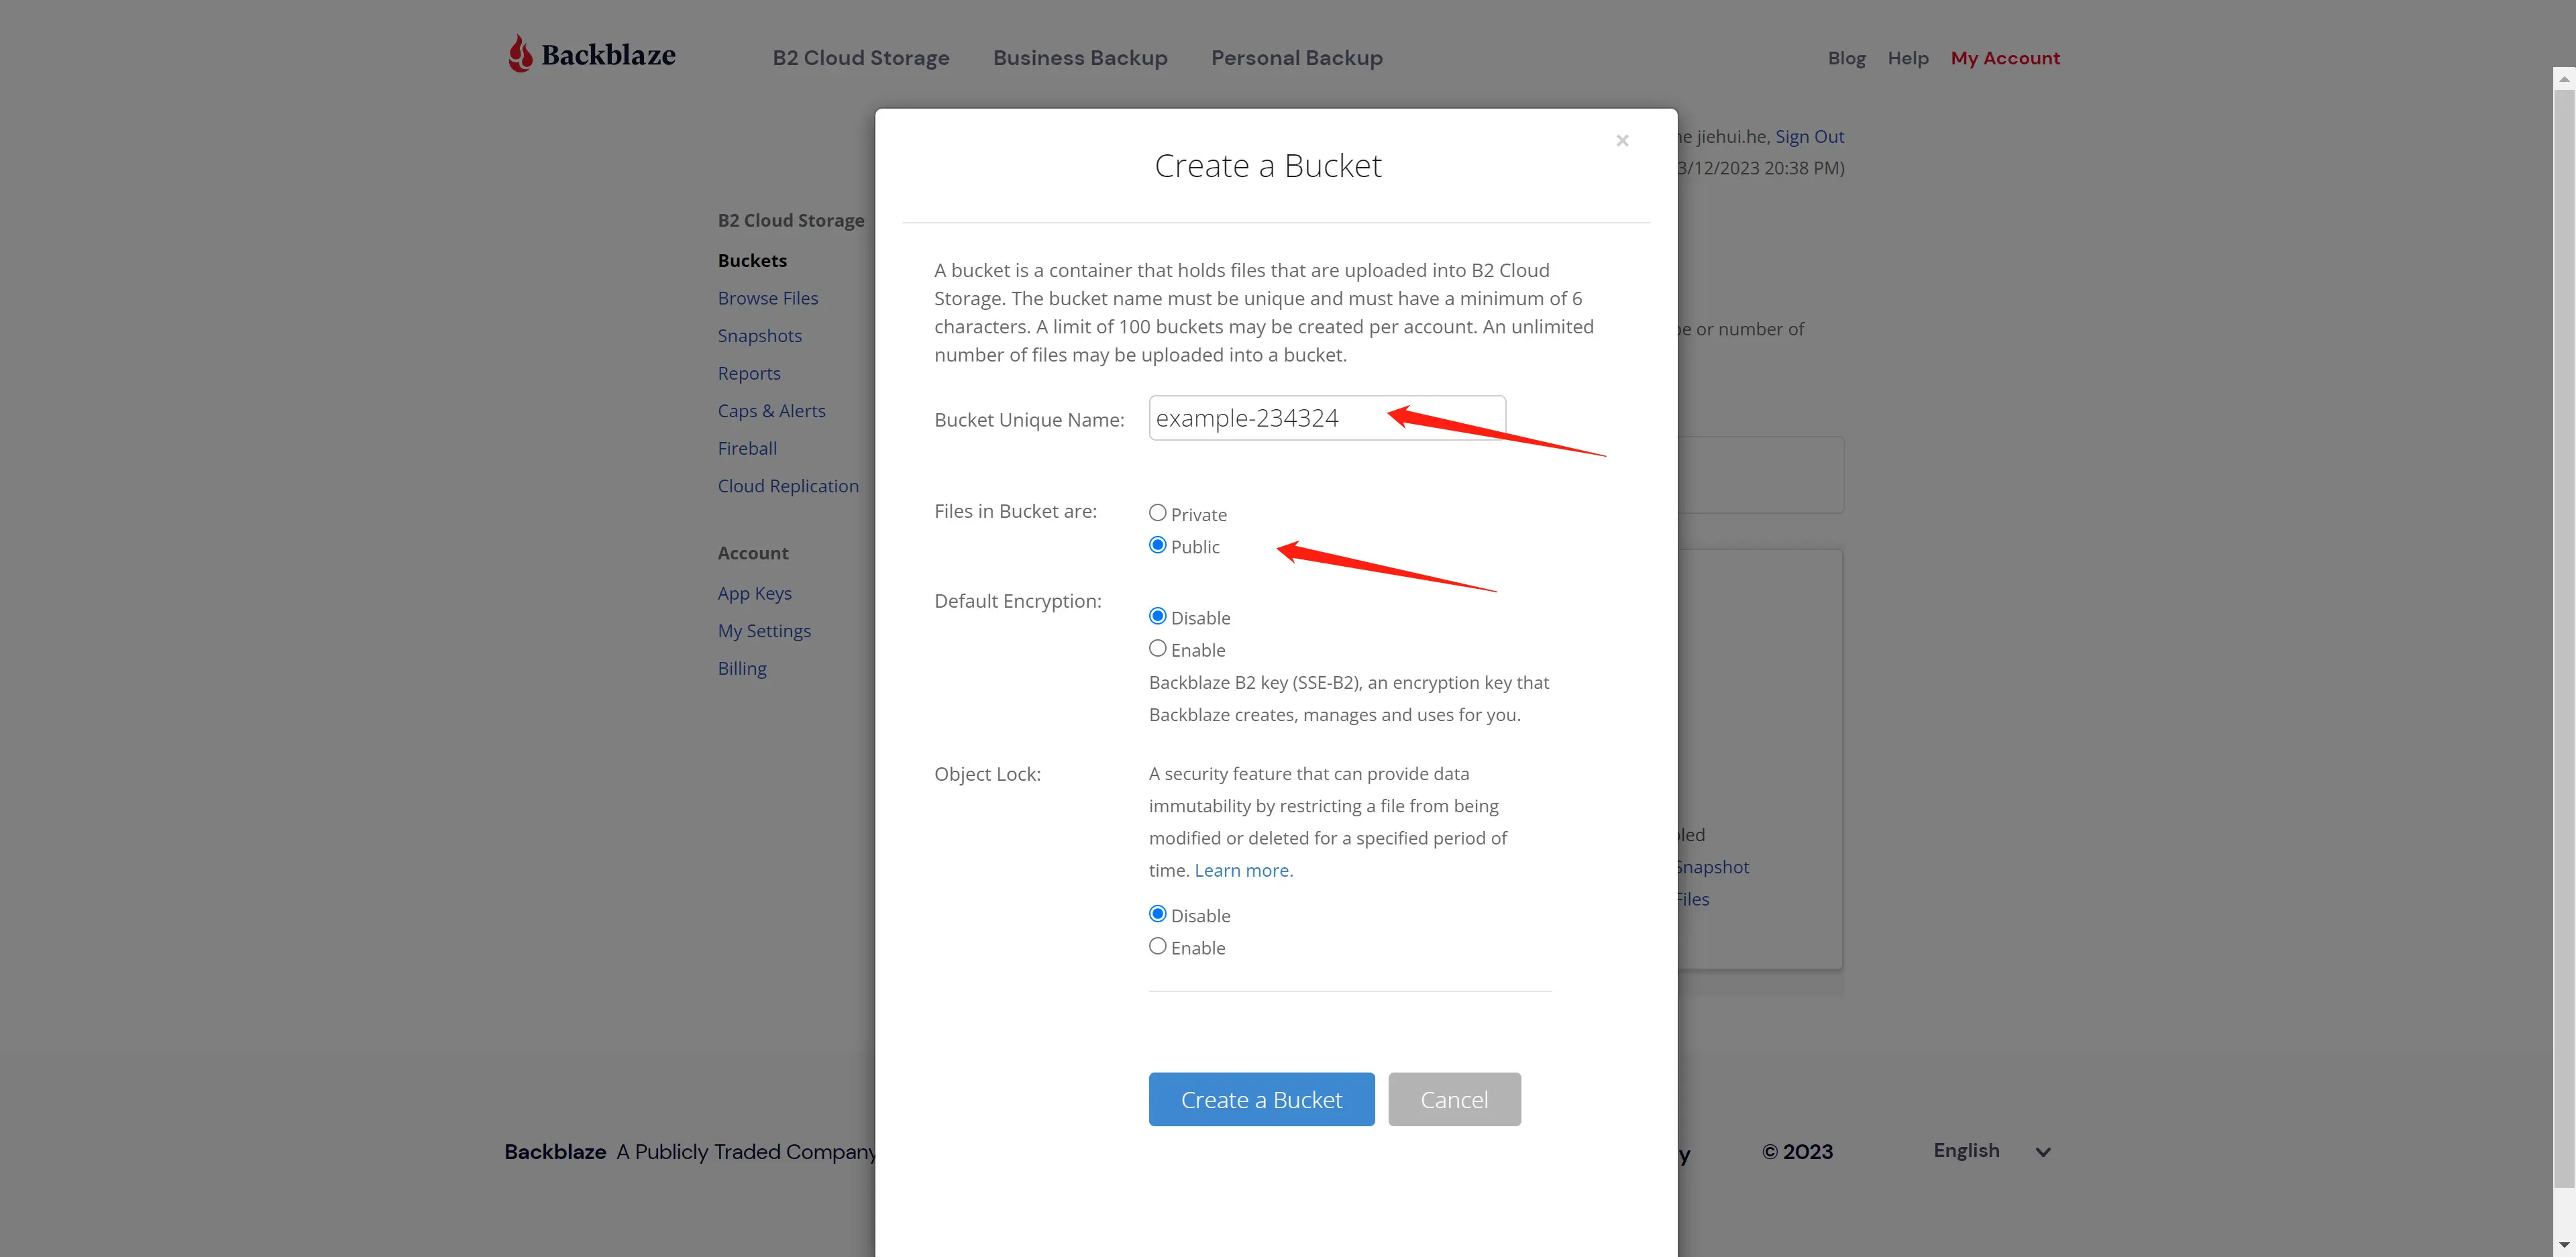 Backblaze B2 Cloud Storage Business Backup Personal Backup Blog Help My Account
jiehui.he, Sign Out
3/12/2023 20:38 PM)
B2 Cloud Storage
Buckets
Browse Files
Snapshots
Reports
Caps & Alerts
Fireball
Cloud Replication
Account
App Keys
My Settings
Billing
×
Create a Bucket
A bucket is a container that holds files that are uploaded into B2 Cloud
Storage. The bucket name must be unique and must have a minimum of 6
characters. A limit of 100 buckets may be created per account. An unlimited
number of files may be uploaded into a bucket.
Bucket Unique Name: example-234324
Files in Bucket are: Private
Public
Default Encryption:
Disable
Enable
Backblaze B2 key (SSE-B2), an encryption key that
Backblaze creates, manages and uses for you.
Object Lock: A security feature that can provide data
immutability by restricting a file from being
modified or deleted for a specified period of
time. Learn more.
Disable
Enable
Create a Bucket Cancel
or number of
Snapshot
Files
Backblaze A Publicly Traded Company
© 2023 English